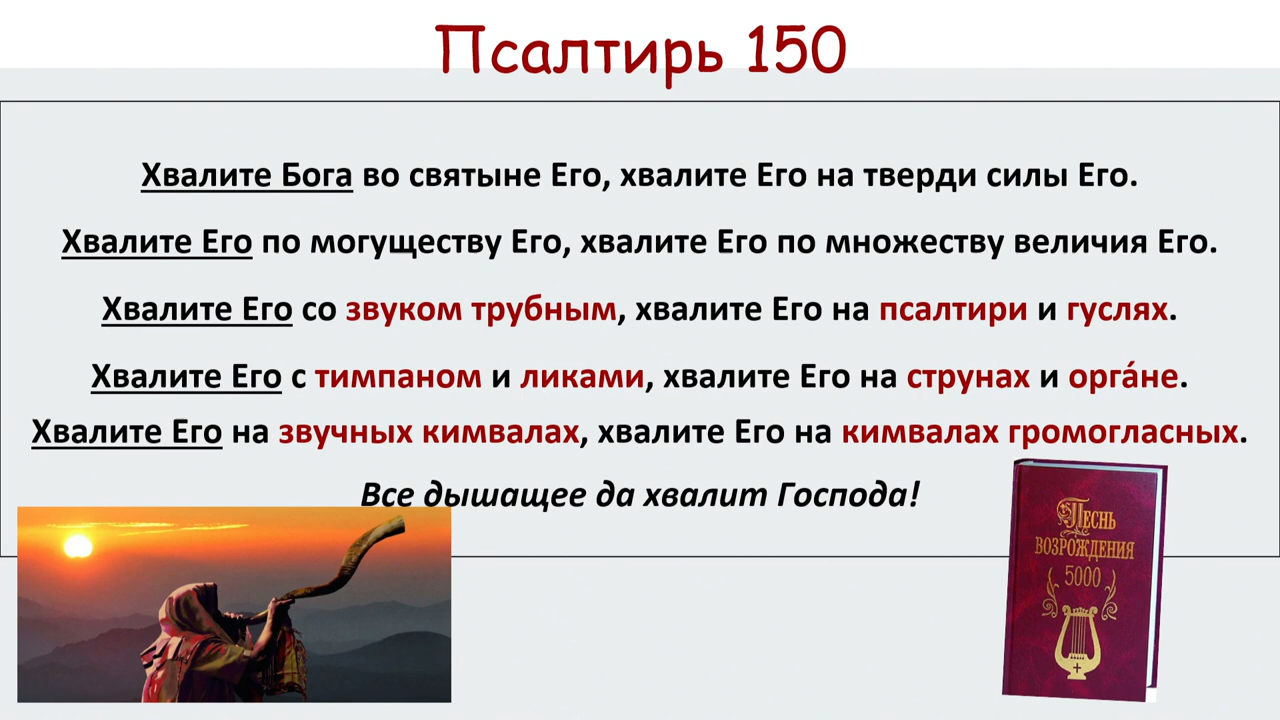 Псалтирь 150
Хвалите Бога во святыне Его, хвалите Его на тверди силы Его.
Хвалите Его по могуществу Его, хвалите Его по множеству величия Его.
Хвалите Его со звуком трубным, хвалите Его на псалтири и гуслях.
Хвалите Его с тимпаном и ликами, хвалите Его на струнах и орга́не.
Хвалите Его на звучных кимвалах, хвалите Его на кимвалах громогласных.
Все дышащее да хвалит Господа!
Песнь
возрождения
5000